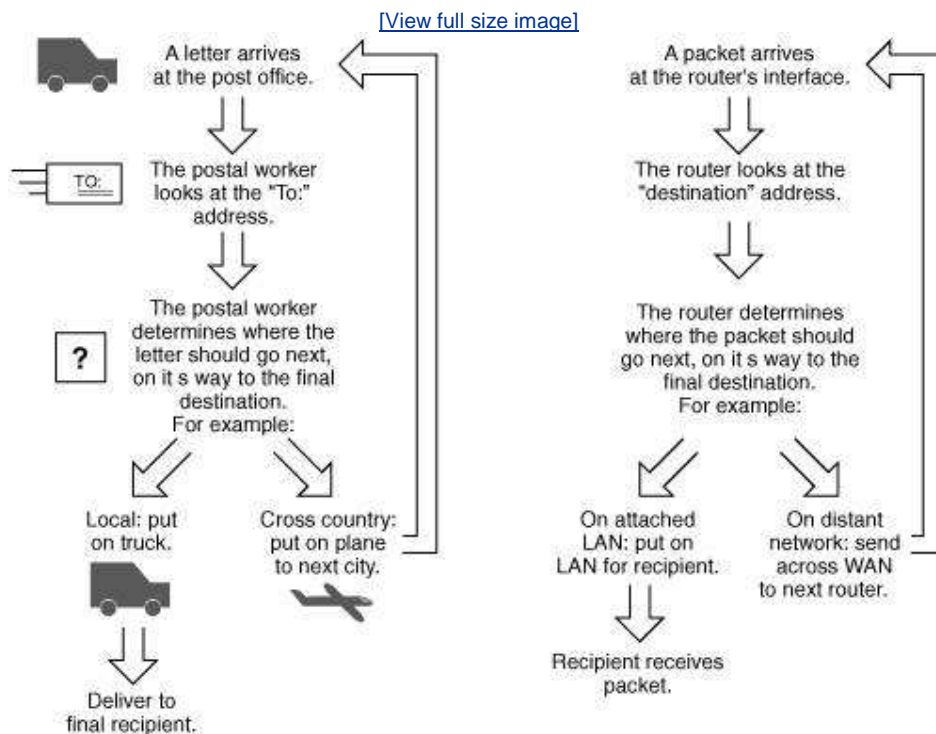 [View full size image]
A letter arrives
at the post office.
The postal worker
looks at the “To:”
address.
TO:
The postal worker
determines where the
letter should go next,
on it s way to the final
destination.
For example:
?
Local: put
on truck.
Cross country:
put on plane
to next city.
Deliver to
final recipient.
A packet arrives
at the router's interface.
The router looks at the
“destination” address.
The router determines
where the packet should
go next, on it s way to the
final destination.
For example:
On attached
LAN: put on
LAN for recipient.
On distant
network: send
across WAN
to next router.
Recipient receives
packet.